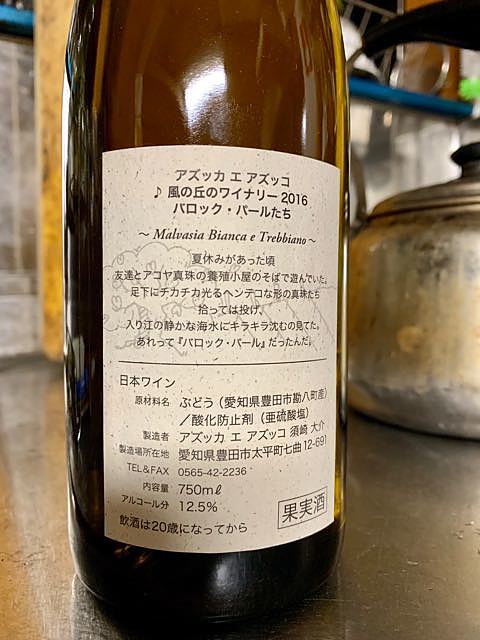 アズッカ エ アズッコ
♪ 風の丘のワイナリー 2016
バロック・パールたち
～ Malvasia Bianca e Trebbiano ～
夏休みがあった頃
友達とアコヤ真珠の養殖小屋のそばで遊んでいた。
足下にチカチカ光るヘンテコな形の真珠たち
拾っては投げ、
入り江の静かな海水にキラキラ沈むの見てた。
あれって『バロック・パール』だったんだ。
日本ワイン
原材料名 ぶどう（愛知県豊田市勘八町産）
／酸化防止剤（亜硫酸塩）
製造者 アズッカ エ アズッコ 須﨑 大介
製造場所在地 愛知県豊田市太平町七曲12-691
TEL&FAX 0565-42-2236
内容量 750mℓ
アルコール分 12.5%
飲酒は20歳になってから
果実酒